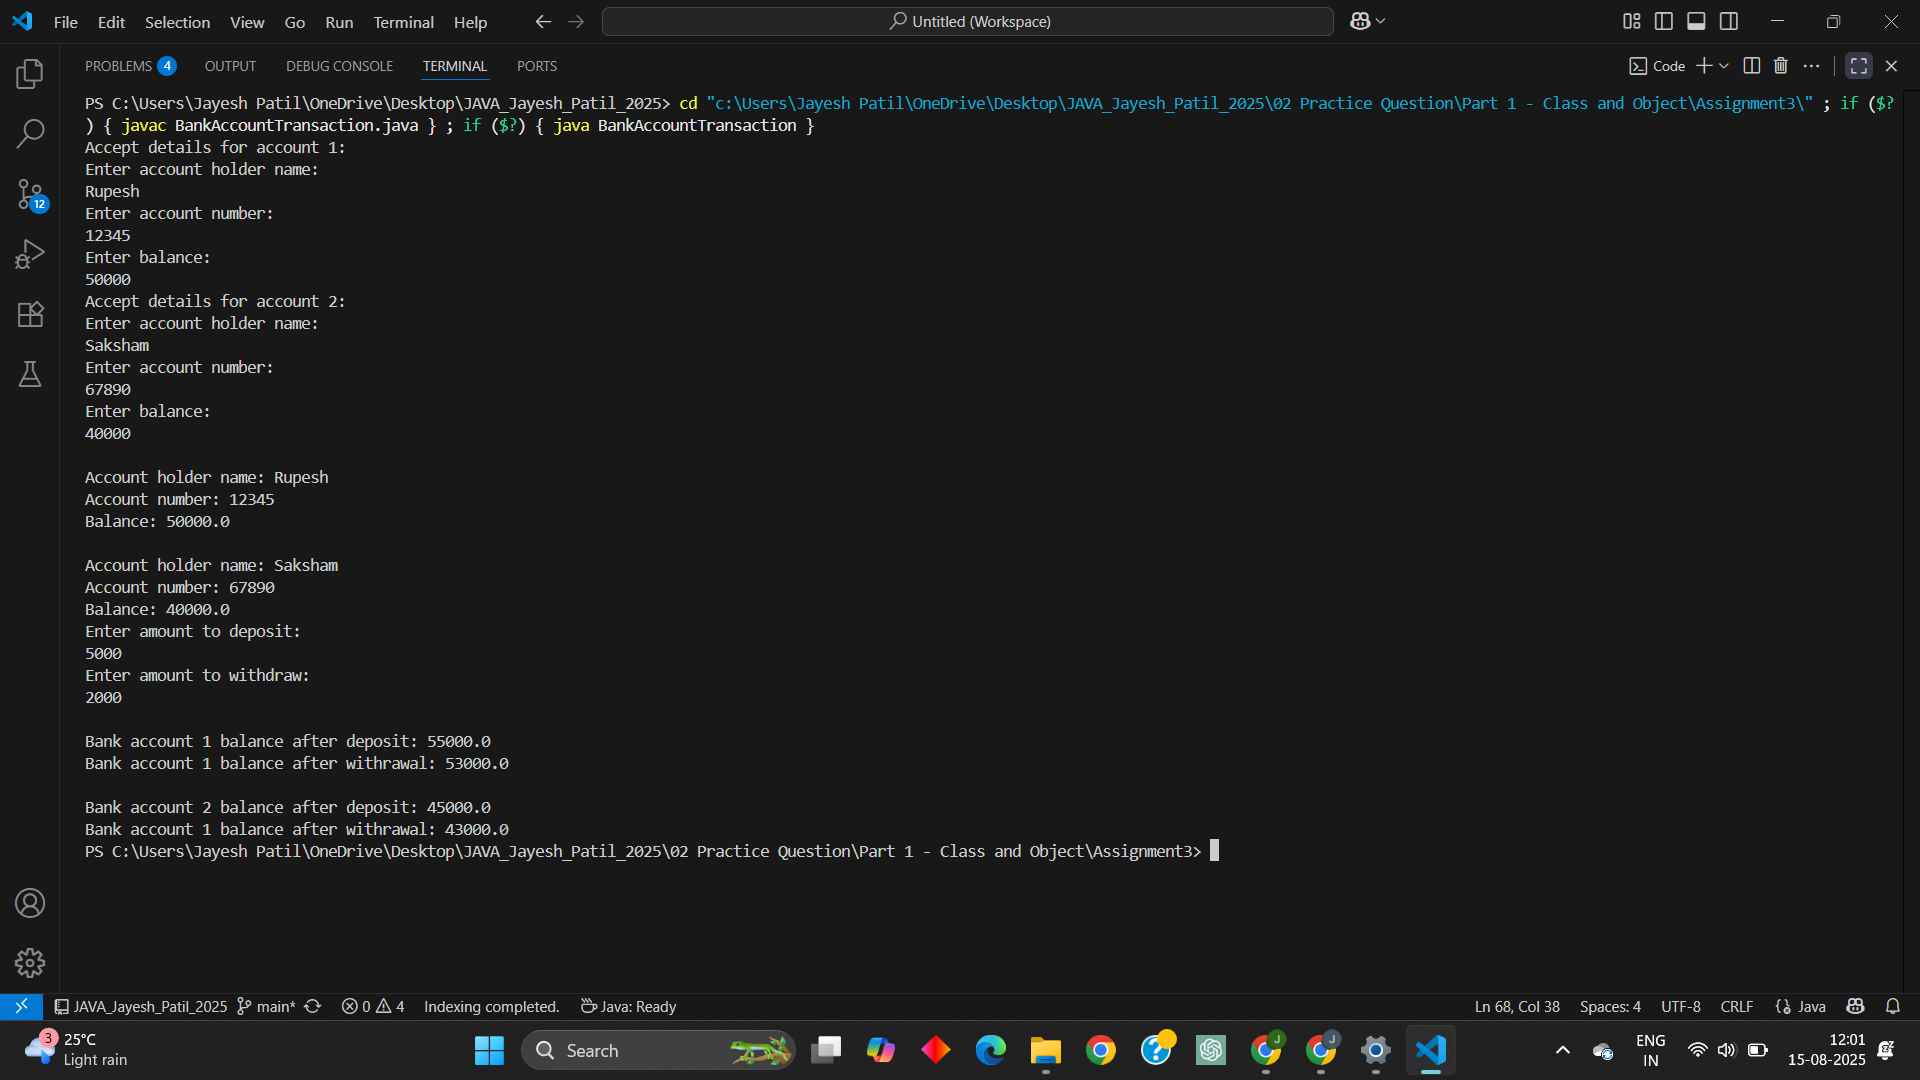 File Edit Selection View Go Run Terminal Help
Untitled (Workspace)
PROBLEMS 4 OUTPUT DEBUG CONSOLE TERMINAL PORTS
Code
PS C:\Users\Jayesh Patil\OneDrive\Desktop\JAVA_Jayesh_Patil_2025> cd "c:\Users\Jayesh Patil\OneDrive\Desktop\JAVA_Jayesh_Patil_2025\02 Practice Question\Part 1 - Class and Object\Assignment3\" ; if ($?
) { javac BankAccountTransaction.java } ; if ($?) { java BankAccountTransaction }
Accept details for account 1:
Enter account holder name:
Rupesh
Enter account number:
12345
Enter balance:
50000
Accept details for account 2:
Enter account holder name:
Saksham
Enter account number:
67890
Enter balance:
40000
Account holder name: Rupesh
Account number: 12345
Balance: 50000.0
Account holder name: Saksham
Account number: 67890
Balance: 40000.0
Enter amount to deposit:
5000
Enter amount to withdraw:
2000
Bank account 1 balance after deposit: 55000.0
Bank account 1 balance after withrawal: 53000.0
Bank account 2 balance after deposit: 45000.0
Bank account 1 balance after withrawal: 43000.0
PS C:\Users\Jayesh Patil\OneDrive\Desktop\JAVA_Jayesh_Patil_2025\02 Practice Question\Part 1 - Class and Object\Assignment3>
12
JAVA_Jayesh_Patil_2025 main* 0 4 Indexing completed. Java: Ready
Ln 68, Col 38 Spaces: 4 UTF-8 CRLF Java
3
25°C
Light rain
Search
J
J
ENG
IN
12:01
15-08-2025